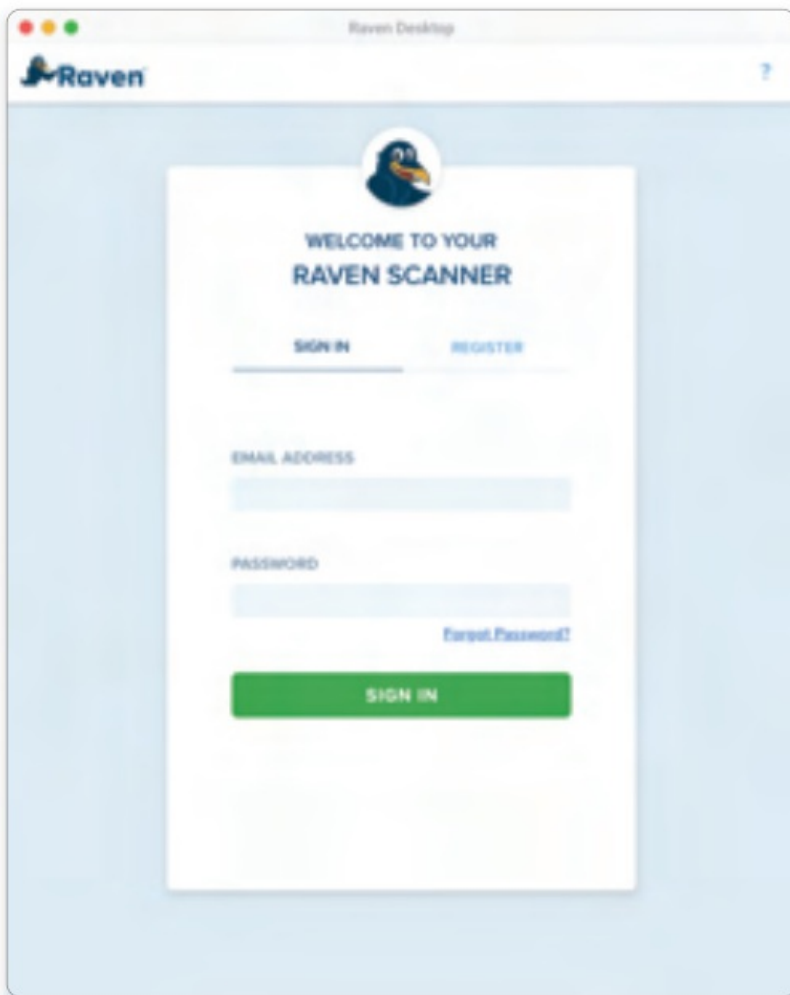 Raven Desktop
Raven
?
WELCOME TO YOUR
RAVEN SCANNER
SIGN IN
REGISTER
EMAIL ADDRESS
PASSWORD
Forgot Password?
SIGN IN